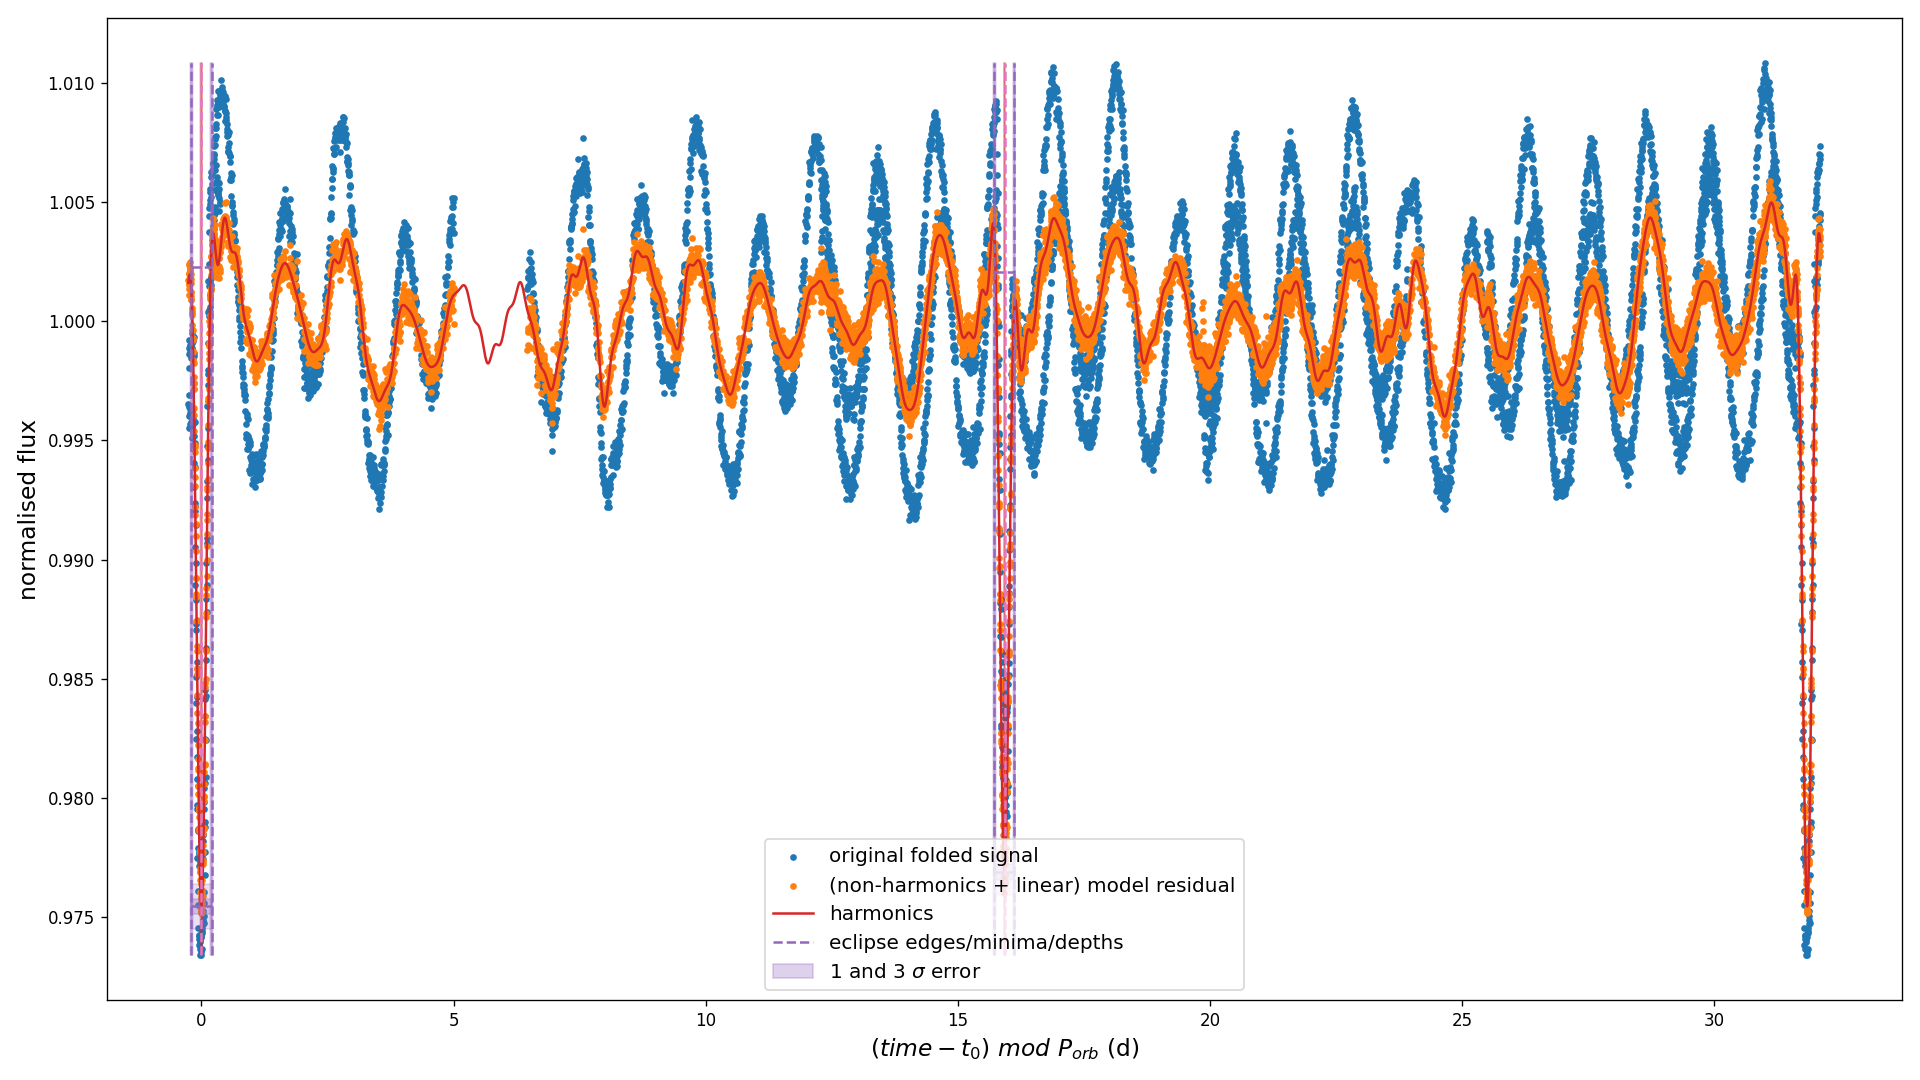 normalised flux
1.010
1.005
1.000
0.995
0.990
0.985
0.980
0.975
original folded signal
(non-harmonics + linear) model residual
harmonics
eclipse edges/minima/depths
1 and 3 σ error
0 5 10 15 20 25 30
(time − t₀) mod P_orb (d)